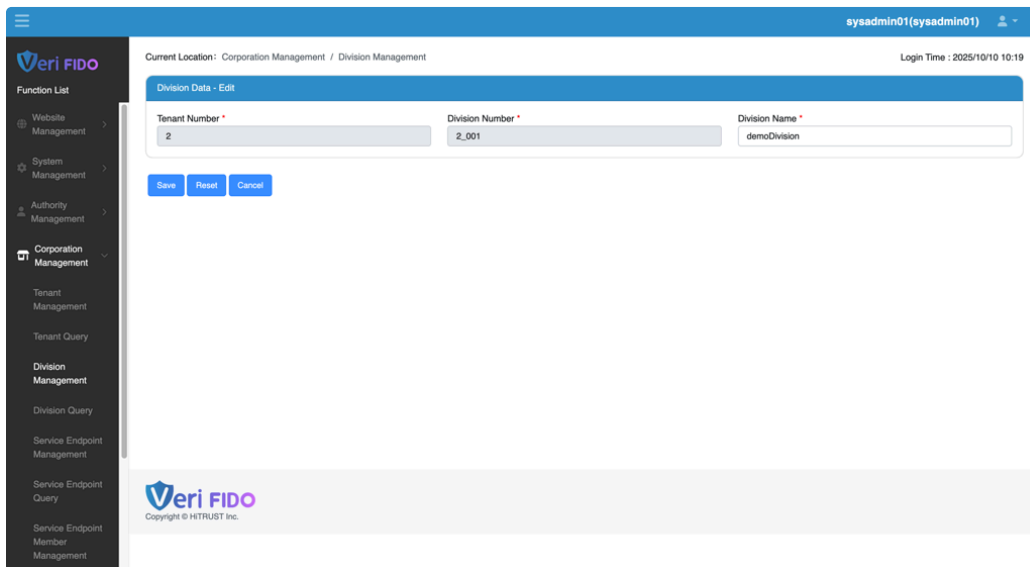 sysadmin01(sysadmin01)
Veri FIDO
Function List
Website
Management
System
Management
Authority
Management
Corporation
Management
Tenant
Management
Tenant Query
Division
Management
Division Query
Service Endpoint
Management
Service Endpoint
Query
Service Endpoint
Member
Management
Current Location: Corporation Management / Division Management
Login Time : 2025/10/10 10:19
Division Data - Edit
Tenant Number *
2
Division Number *
2_001
Division Name *
demoDivision
Save
Reset
Cancel
Veri FIDO
Copyright © HiTRUST Inc.